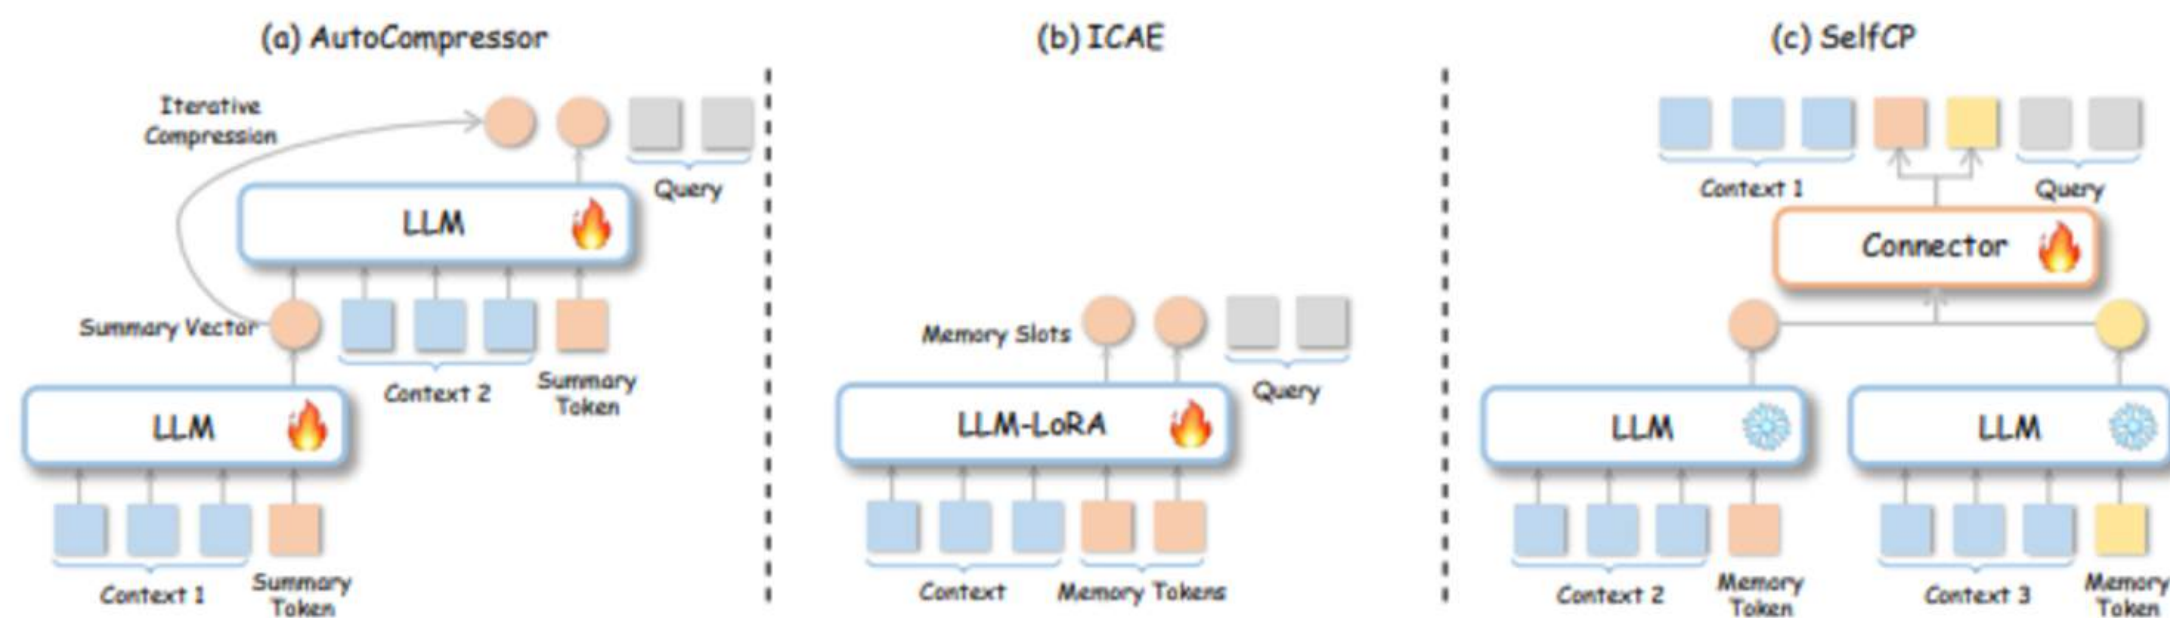 (a) AutoCompressor
Iterative
Compression
Query
LLM
Summary Vector
Context 2
Summary
Token
LLM
Context 1
Summary
Token
(b) ICAE
Memory Slots
Query
LLM-LoRA
Context
Memory Tokens
(c) SelfCP
Context 1
Query
Connector
LLM
LLM
Context 2
Memory
Token
Context 3
Memory
Token